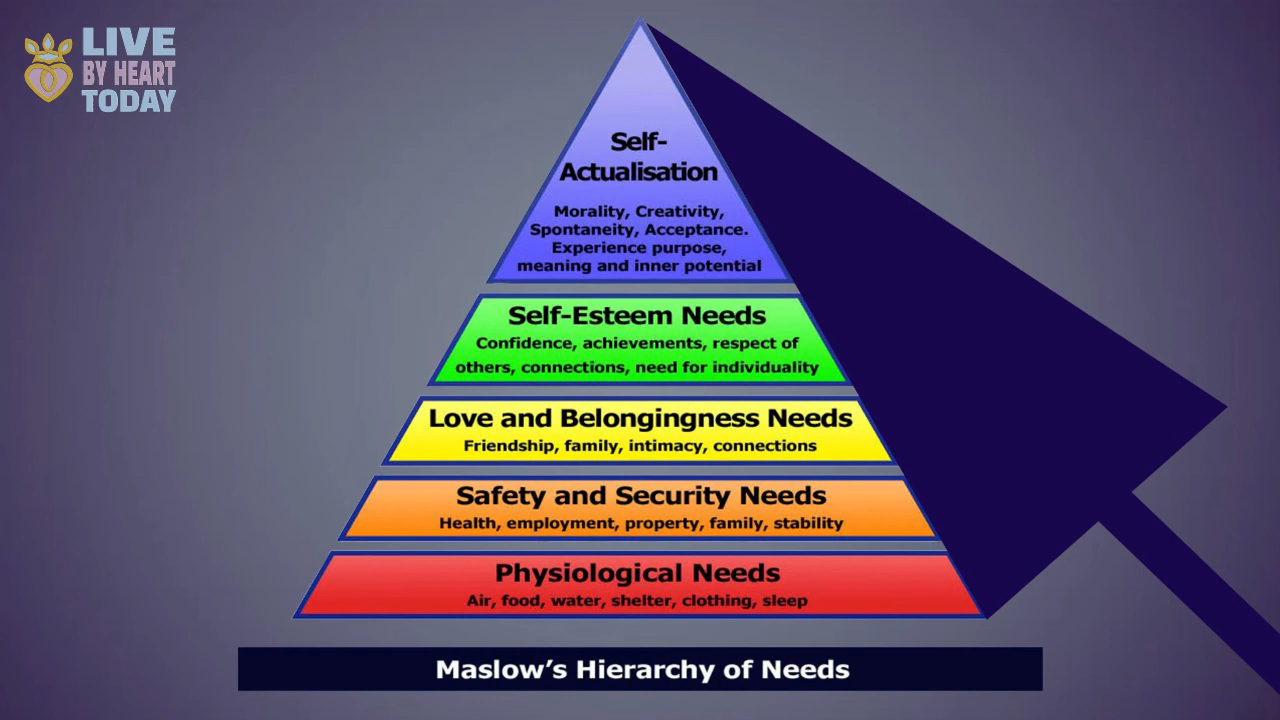 LIVE
BY HEART
TODAY
Self-
Actualisation
Morality, Creativity,
Spontaneity, Acceptance.
Experience purpose,
meaning and inner potential
Self-Esteem Needs
Confidence, achievements, respect of
others, connections, need for individuality
Love and Belongingness Needs
Friendship, family, intimacy, connections
Safety and Security Needs
Health, employment, property, family, stability
Physiological Needs
Air, food, water, shelter, clothing, sleep
Maslow’s Hierarchy of Needs